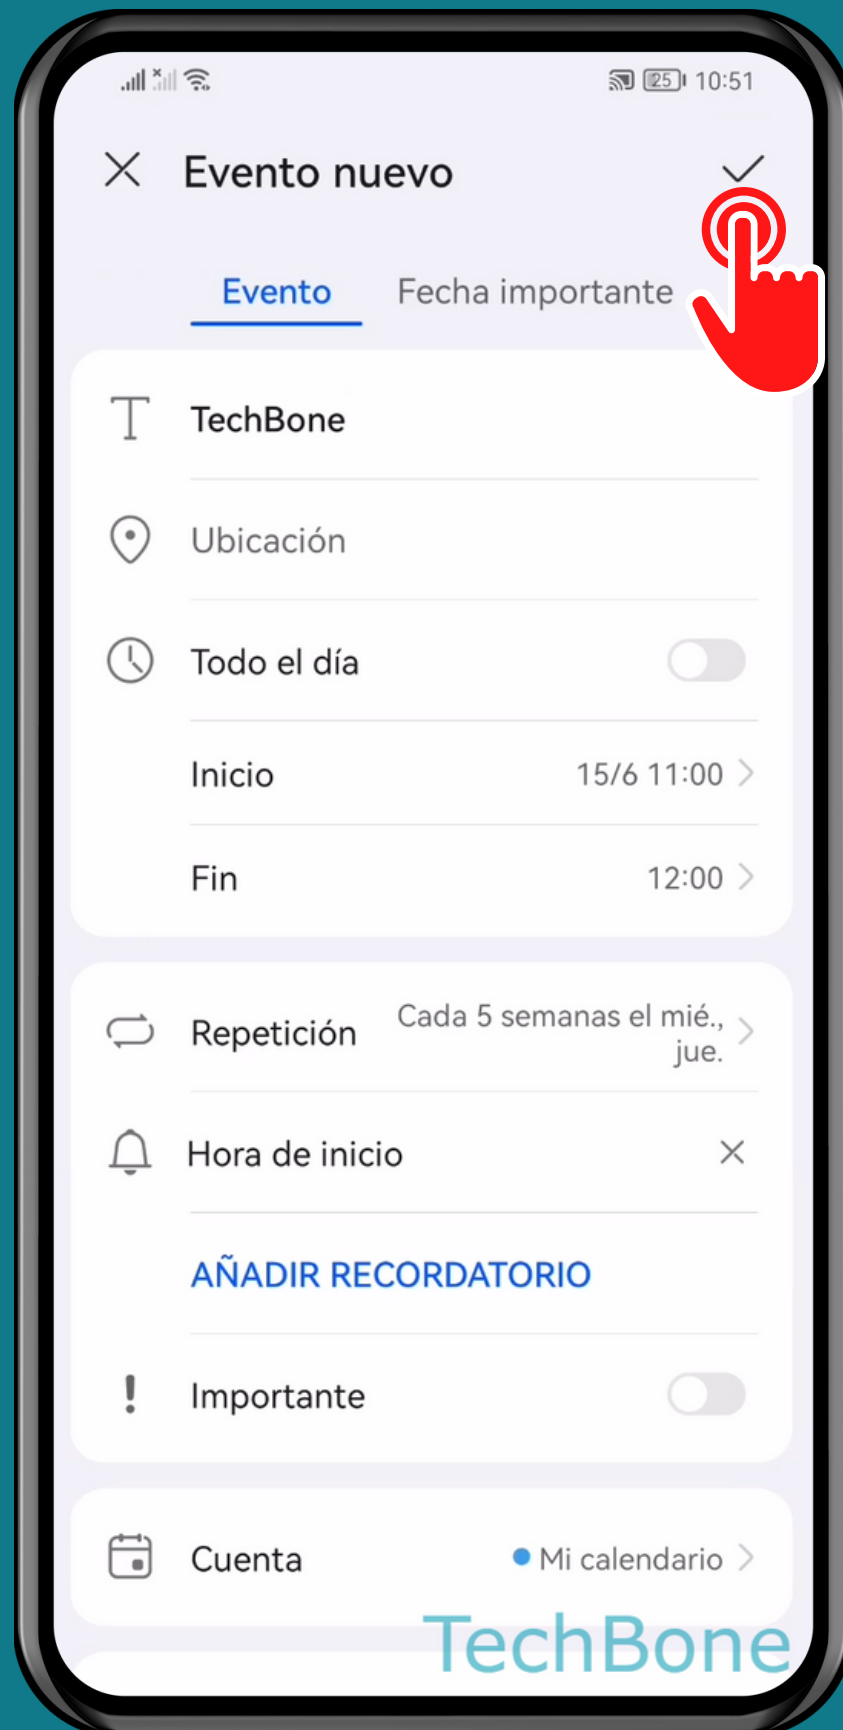 25 10:51
Evento nuevo
Evento Fecha importante
TechBone
Ubicación
Todo el día
Inicio 15/6 11:00
Fin 12:00
Repetición Cada 5 semanas el mié.,
jue.
Hora de inicio
AÑADIR RECORDATORIO
Importante
Cuenta Mi calendario
TechBone